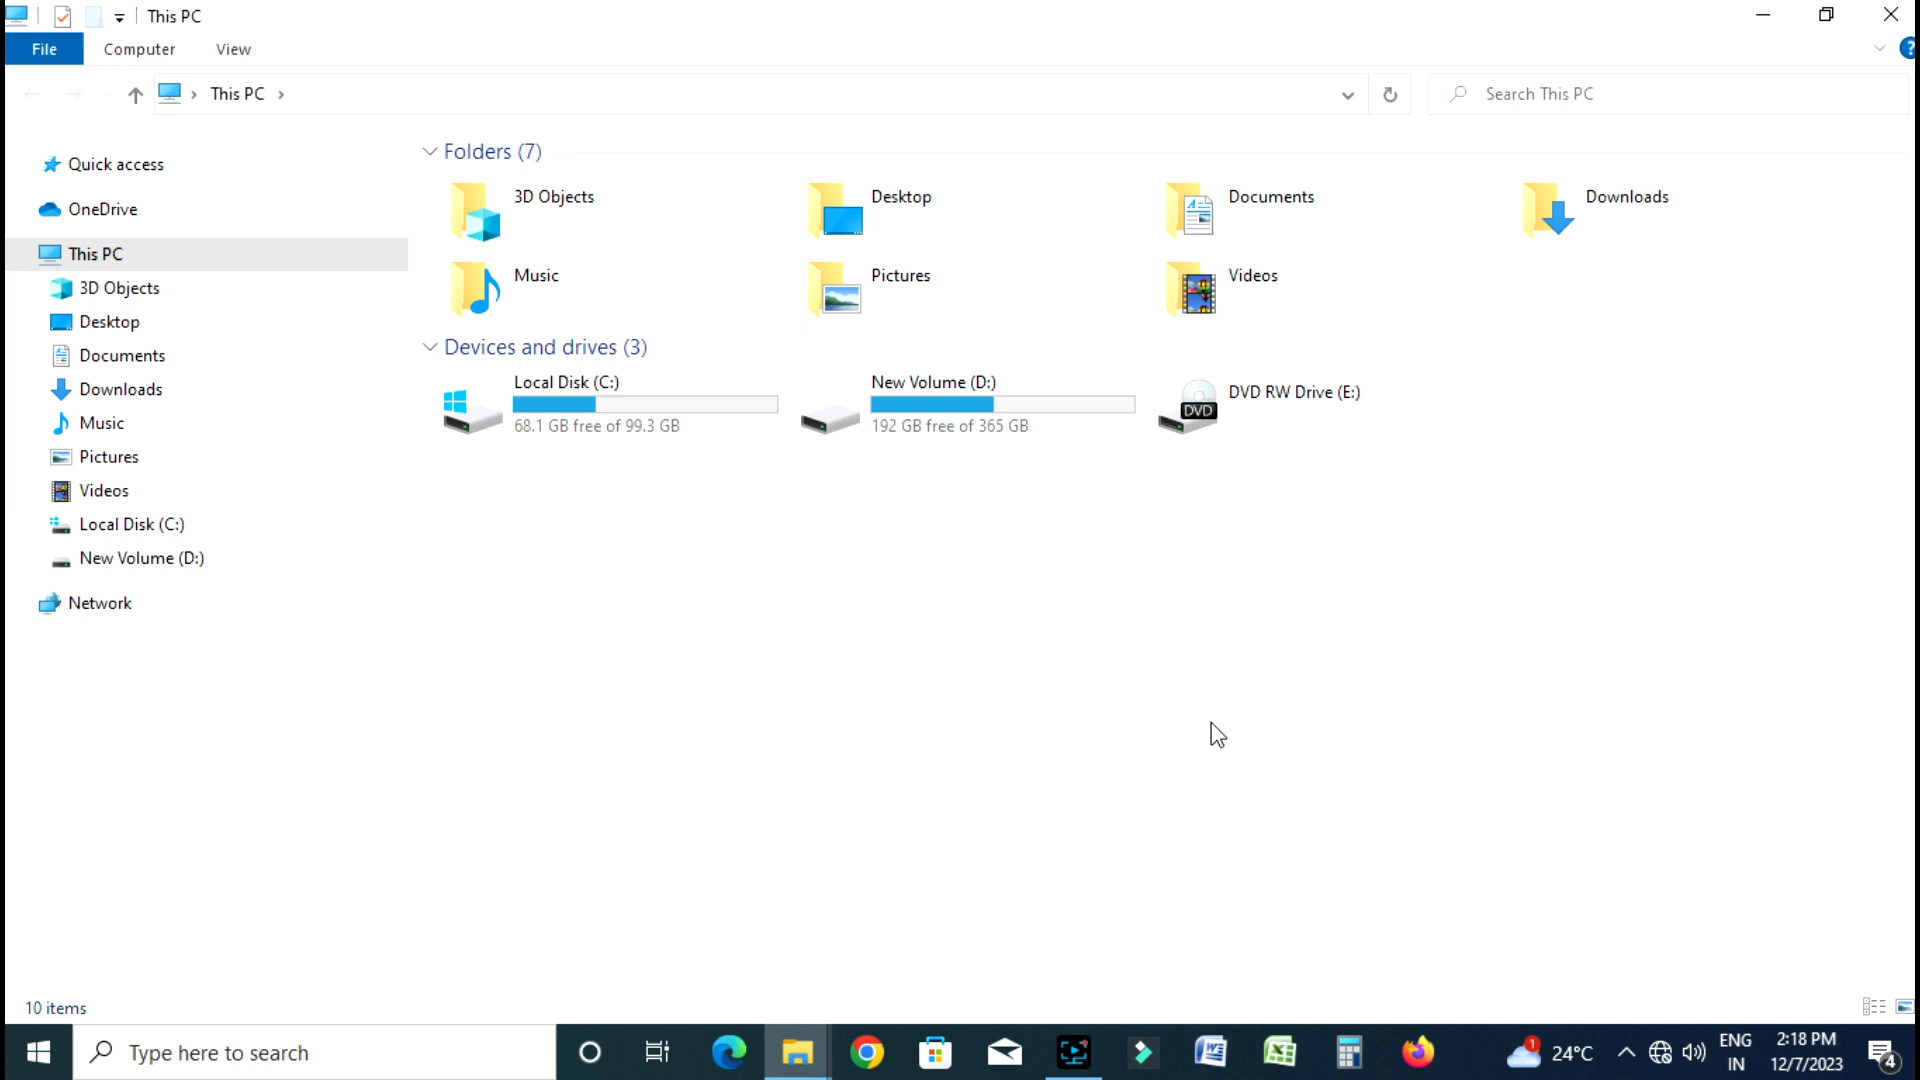 This PC
File Computer View
This PC
Search This PC
Quick access
OneDrive
This PC
3D Objects
Desktop
Documents
Downloads
Music
Pictures
Videos
Local Disk (C:)
New Volume (D:)
Network
Folders (7)
3D Objects
Desktop
Documents
Downloads
Music
Pictures
Videos
Devices and drives (3)
Local Disk (C:)
68.1 GB free of 99.3 GB
New Volume (D:)
192 GB free of 365 GB
DVD
DVD RW Drive (E:)
10 items
Type here to search
1
24°C
ENG
IN
2:18 PM
12/7/2023
4